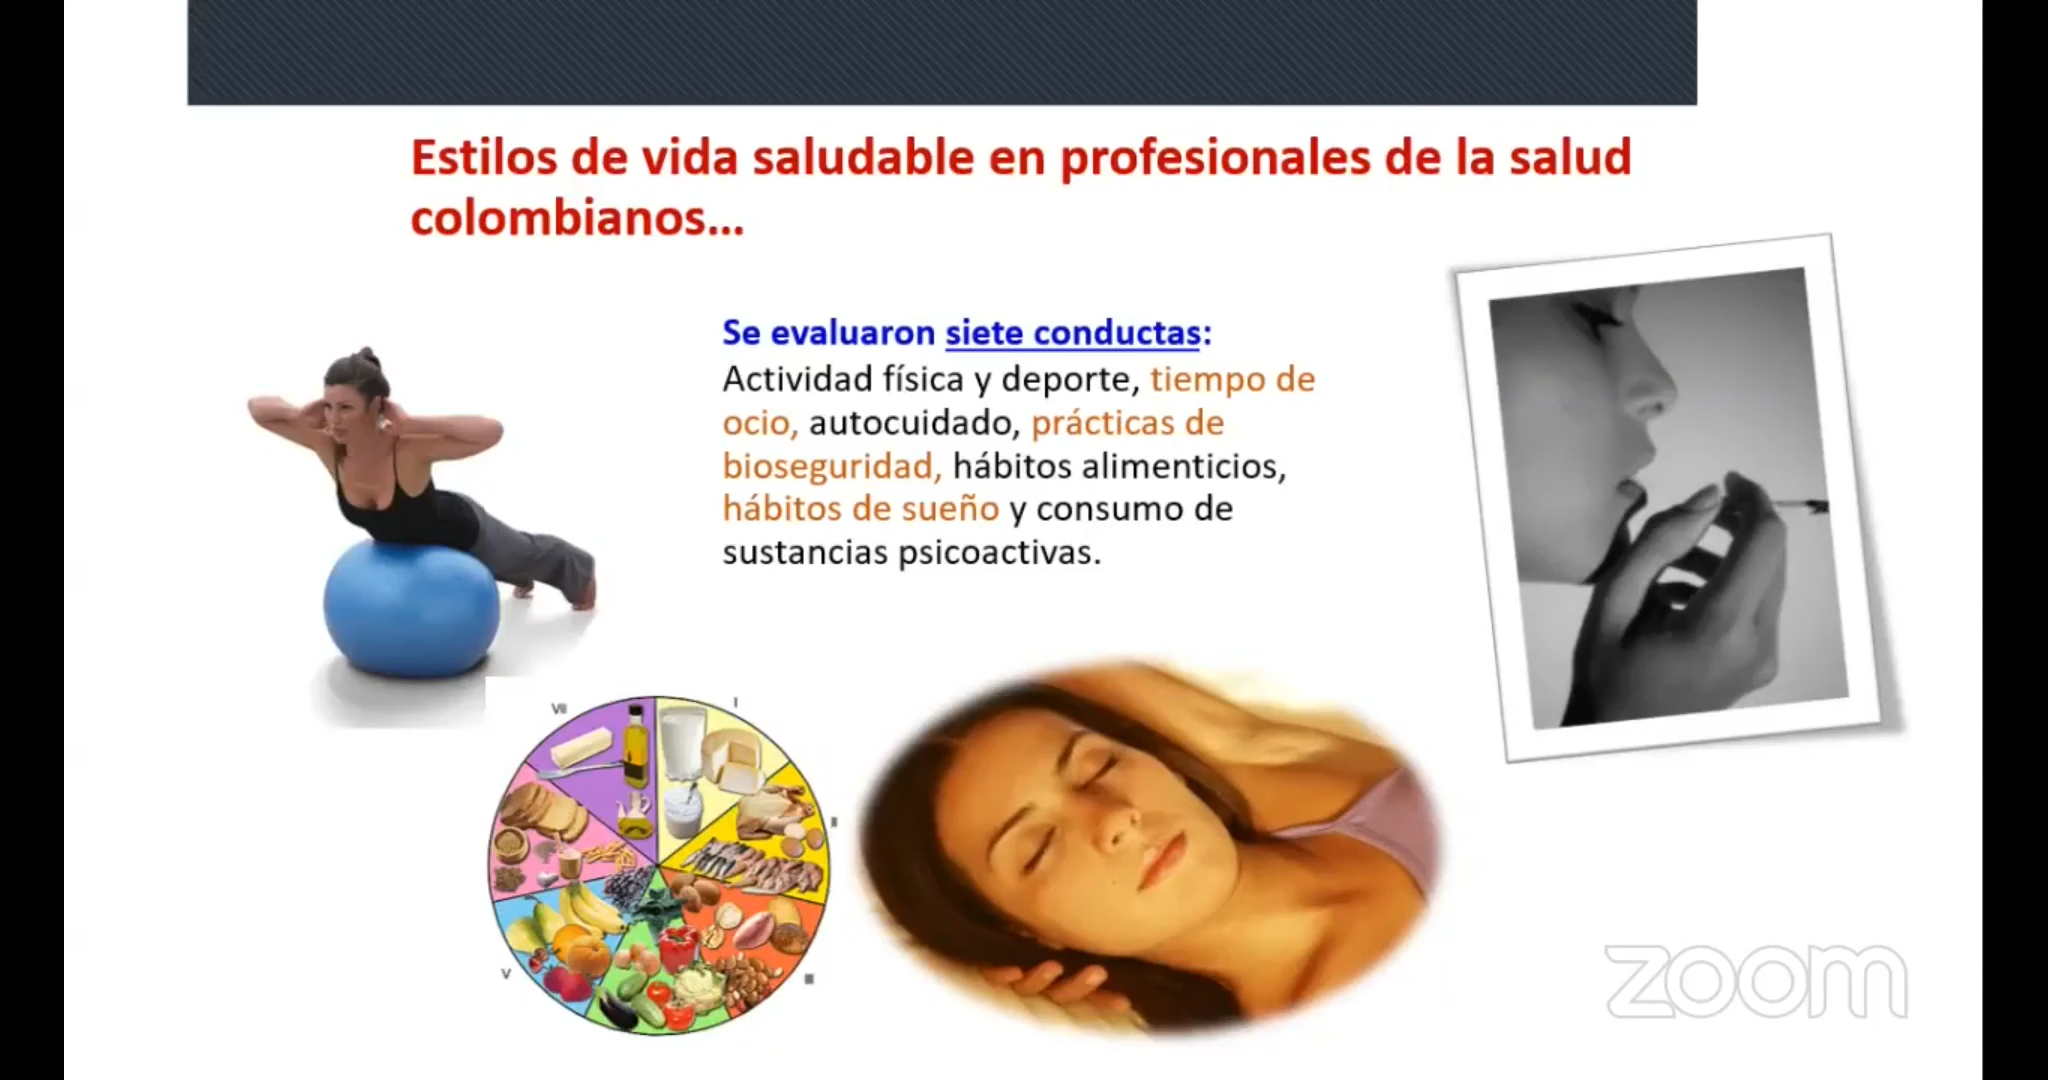 Estilos de vida saludable en profesionales de la salud
colombianos...
Se evaluaron siete conductas:
Actividad física y deporte, tiempo de
ocio, autocuidado, prácticas de
bioseguridad, hábitos alimenticios,
hábitos de sueño y consumo de
sustancias psicoactivas.
VII
I
V
zoom